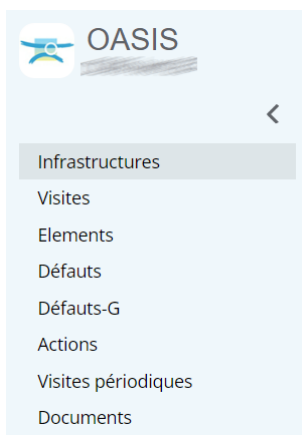 OASIS
Infrastructures
Visites
Elements
Défauts
Défauts-G
Actions
Visites périodiques
Documents